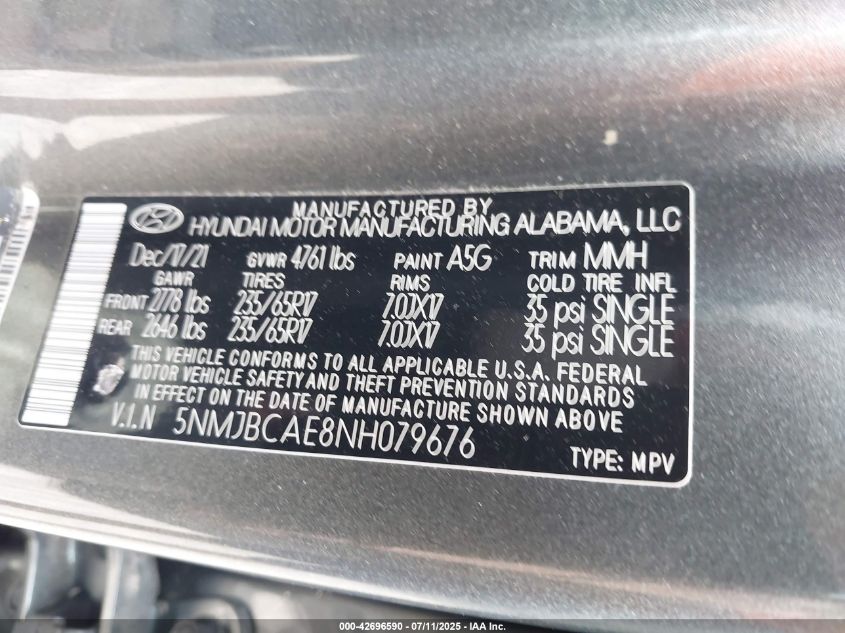 MANUFACTURED BY
HYUNDAI MOTOR MANUFACTURING ALABAMA, LLC
Dec/17/21 GVWR 4761 lbs PAINT A5G TRIM MMH
GAWR TIRES RIMS COLD TIRE INFL
FRONT 2778 lbs 235/65R17 7.0JX17 35 psi SINGLE
REAR 2646 lbs 235/65R17 7.0JX17 35 psi SINGLE
THIS VEHICLE CONFORMS TO ALL APPLICABLE U.S.A. FEDERAL
MOTOR VEHICLE SAFETY AND THEFT PREVENTION STANDARDS
IN EFFECT ON THE DATE OF MANUFACTURE SHOWN ABOVE
V.I.N 5NMJBCAE8NH079676
TYPE: MPV
000-42696590 - 07/11/2025 - IAA Inc.